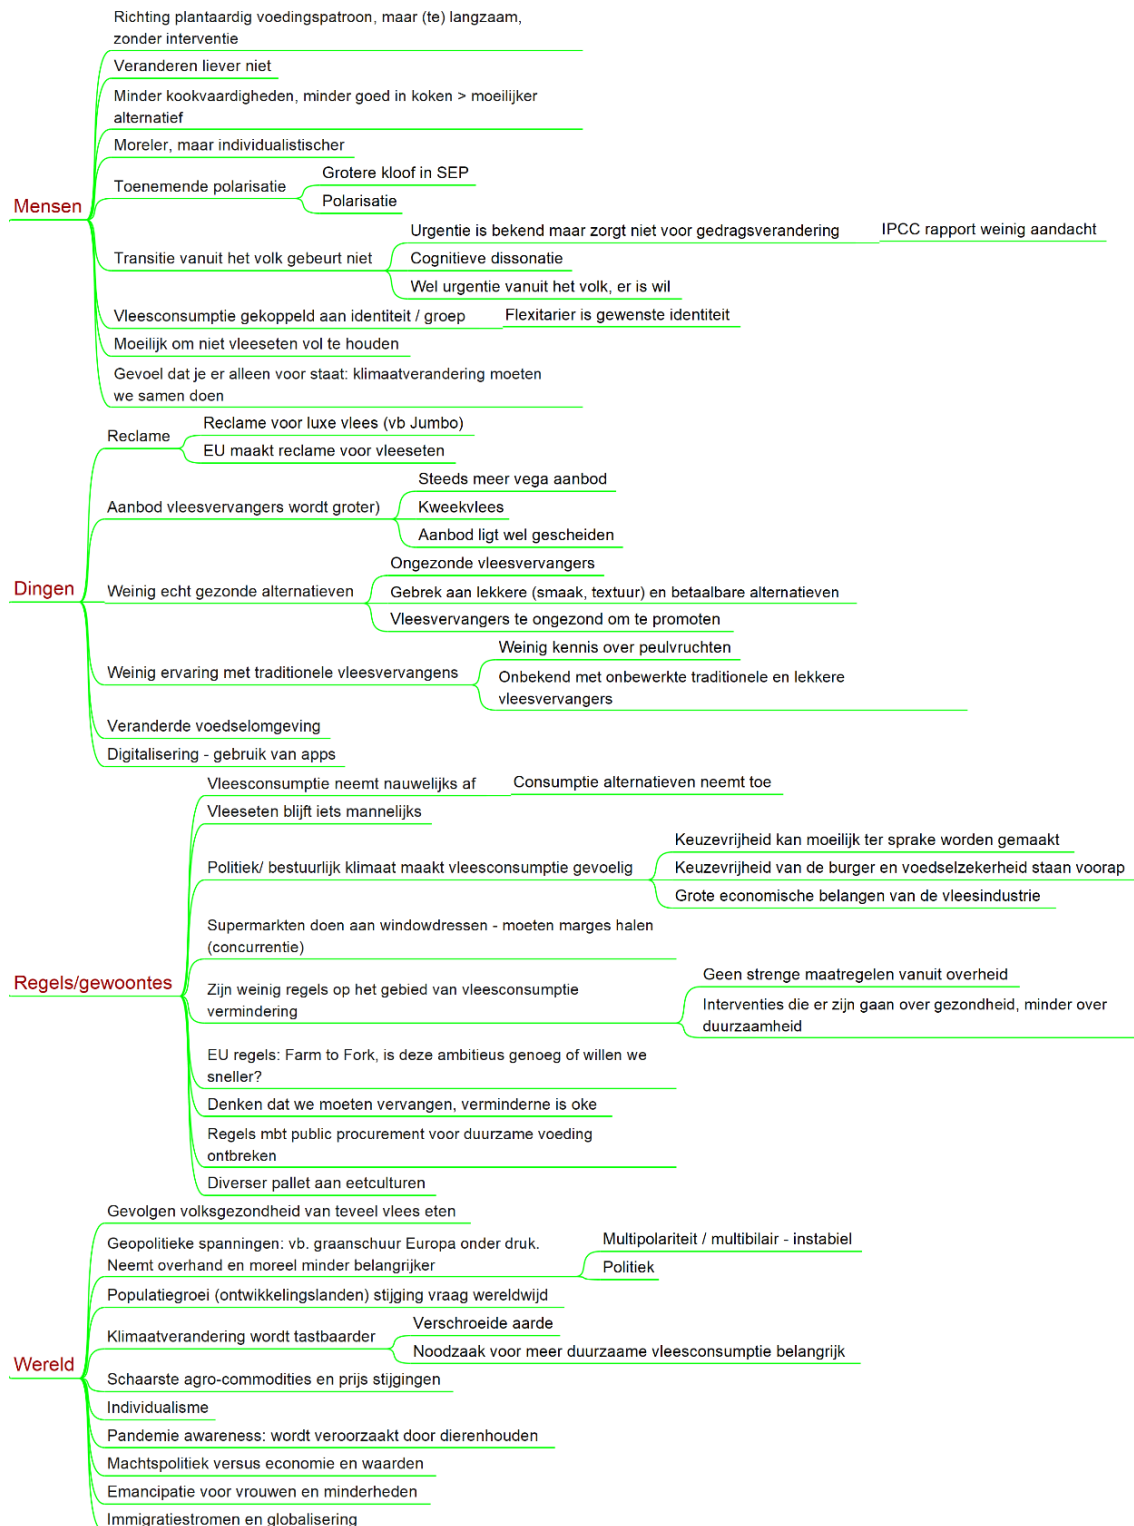 Mensen
Richting plantaardig voedingspatroon, maar (te) langzaam,
zonder interventie
Veranderen liever niet
Minder kookvaardigheden, minder goed in koken > moeilijker
alternatief
Moreler, maar individualistischer
Toenemende polarisatie
Grotere kloof in SEP
Polarisatie
Transitie vanuit het volk gebeurt niet
Urgentie is bekend maar zorgt niet voor gedragsverandering
IPCC rapport weinig aandacht
Cognitieve dissonatie
Wel urgentie vanuit het volk, er is wil
Vleesconsumptie gekoppeld aan identiteit / groep
Flexitarier is gewenste identiteit
Moeilijk om niet vleeseten vol te houden
Gevoel dat je er alleen voor staat: klimaatverandering moeten
we samen doen
Dingen
Reclame
Reclame voor luxe vlees (vb Jumbo)
EU maakt reclame voor vleeseten
Aanbod vleesvervangers wordt groter)
Steeds meer vega aanbod
Kweekvlees
Aanbod ligt wel gescheiden
Weinig echt gezonde alternatieven
Ongezonde vleesvervangers
Gebrek aan lekkere (smaak, textuur) en betaalbare alternatieven
Vleesvervangers te ongezond om te promoten
Weinig ervaring met traditionele vleesvervangens
Weinig kennis over peulvruchten
Onbekend met onbewerkte traditionele en lekkere
vleesvervangers
Veranderde voedselomgeving
Digitalisering - gebruik van apps
Regels/gewoontes
Vleesconsumptie neemt nauwelijks af
Consumptie alternatieven neemt toe
Vleeseten blijft iets mannelijks
Politiek/ bestuurlijk klimaat maakt vleesconsumptie gevoelig
Keuzevrijheid kan moeilijk ter sprake worden gemaakt
Keuzevrijheid van de burger en voedselzekerheid staan voorap
Grote economische belangen van de vleesindustrie
Supermarkten doen aan windowdressen - moeten marges halen
(concurrentie)
Zijn weinig regels op het gebied van vleesconsumptie
vermindering
Geen strenge maatregelen vanuit overheid
Interventies die er zijn gaan over gezondheid, minder over
duurzaamheid
EU regels: Farm to Fork, is deze ambitieus genoeg of willen we
sneller?
Denken dat we moeten vervangen, verminderne is oke
Regels mbt public procurement voor duurzame voeding
ontbreken
Diverser pallet aan eetculturen
Wereld
Gevolgen volksgezondheid van teveel vlees eten
Geopolitieke spanningen: vb. graanschuur Europa onder druk.
Neemt overhand en moreel minder belangrijker
Multipolariteit / multibilair - instabiel
Politiek
Populatiegroei (ontwikkelingslanden) stijging vraag wereldwijd
Klimaatverandering wordt tastbaarder
Verschroeide aarde
Noodzaak voor meer duurzaame vleesconsumptie belangrijk
Schaarste agro-commodities en prijs stijgingen
Individualisme
Pandemie awareness: wordt veroorzaakt door dierenhouden
Machtspolitiek versus economie en waarden
Emancipatie voor vrouwen en minderheden
Immigratiestromen en globalisering